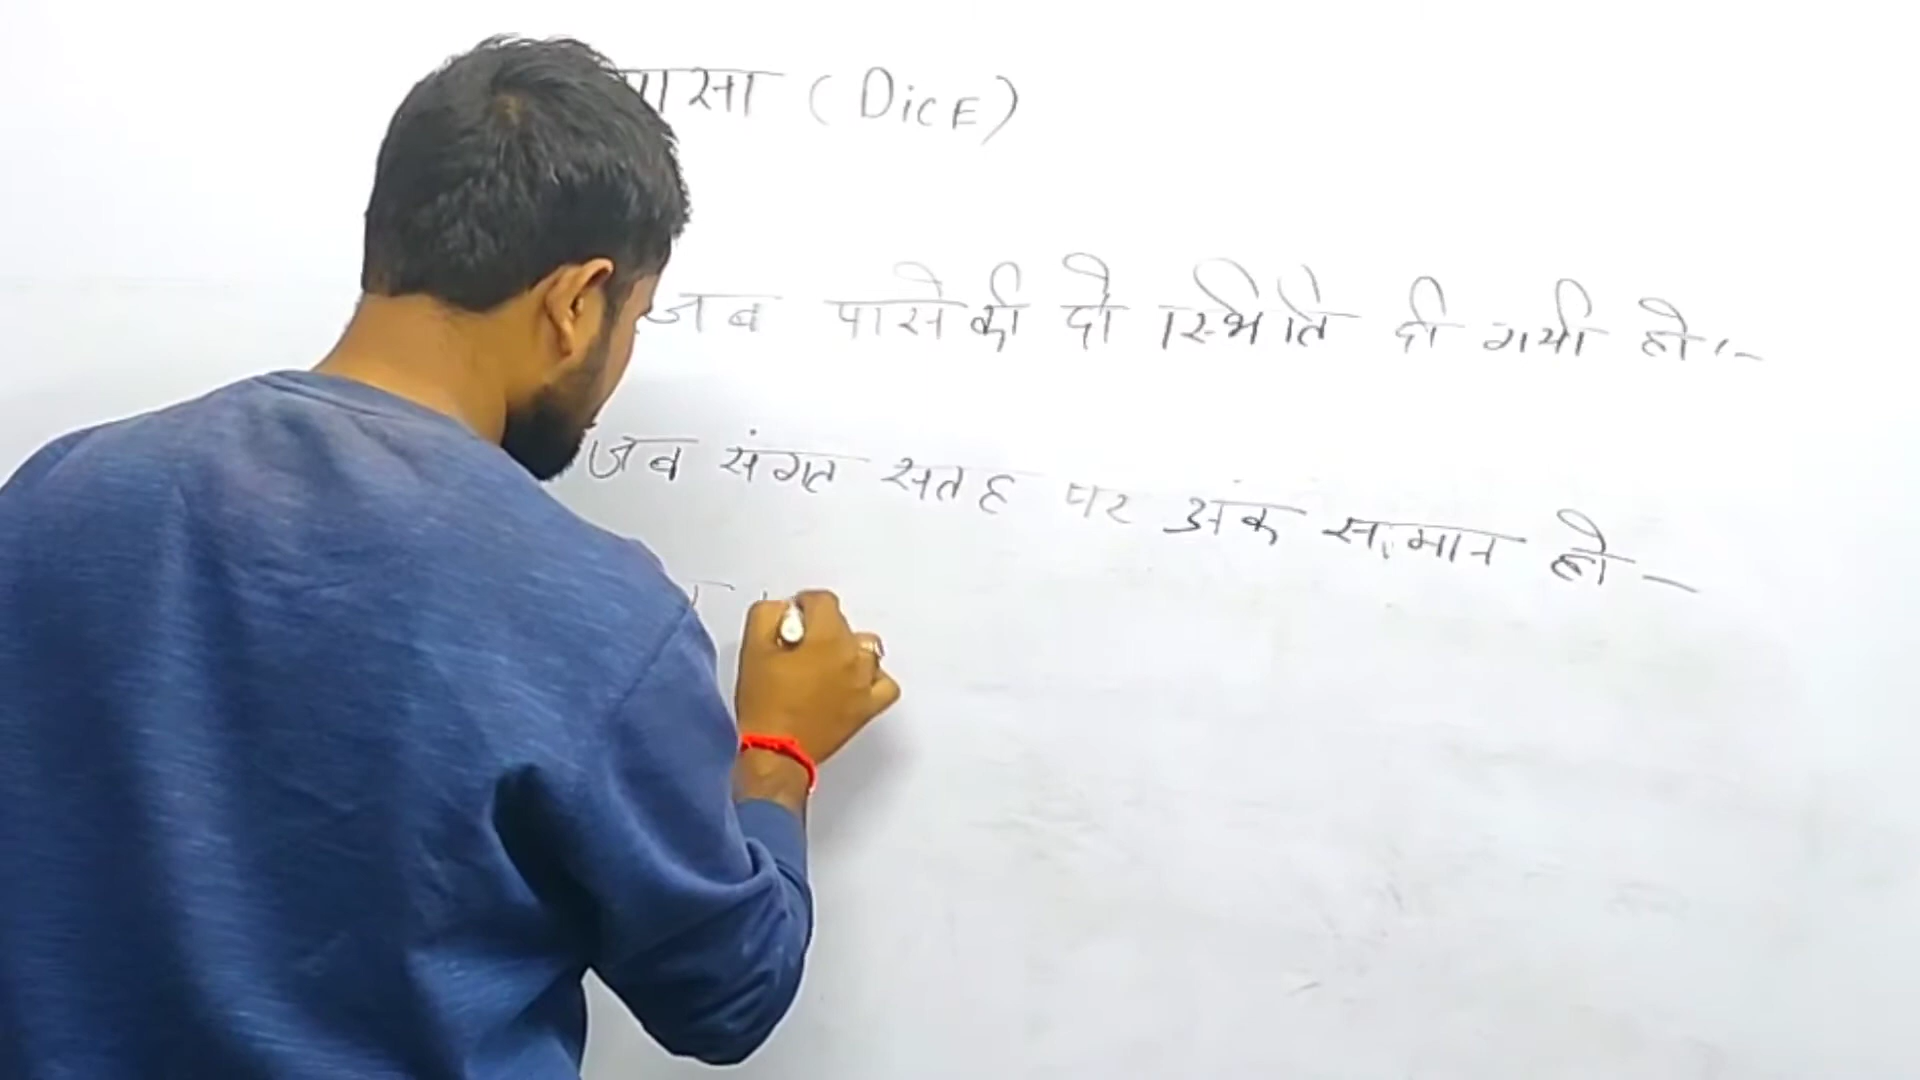 पासा (DicE)
जब पासे की दो स्थिति दी गयी हो:-
जब संगत सतह पर अंक समान हो -